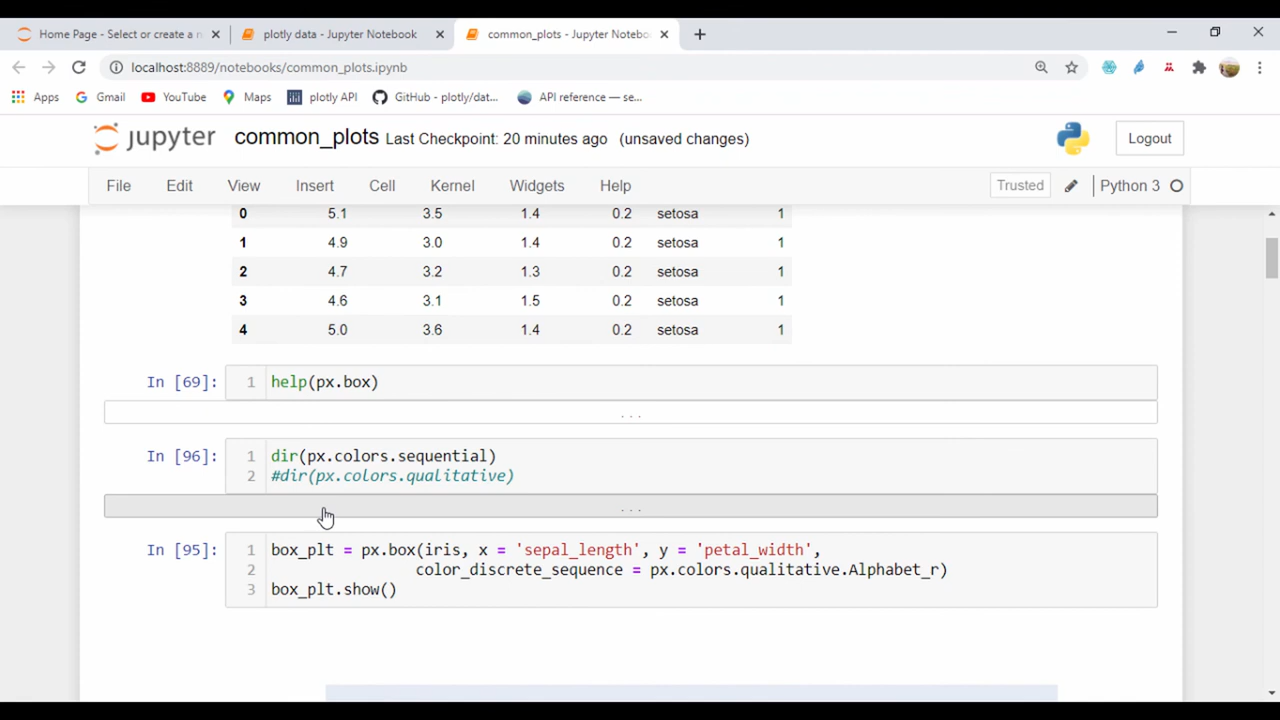 Home Page - Select or create a n
plotly data - Jupyter Notebook
common_plots - Jupyter Notebo
localhost:8889/notebooks/common_plots.ipynb
Apps Gmail YouTube Maps plotly API GitHub - plotly/dat... API reference — se...
jupyter common_plots Last Checkpoint: 20 minutes ago (unsaved changes) Logout
File Edit View Insert Cell Kernel Widgets Help Trusted Python 3
0 5.1 3.5 1.4 0.2 setosa 1
1 4.9 3.0 1.4 0.2 setosa 1
2 4.7 3.2 1.3 0.2 setosa 1
3 4.6 3.1 1.5 0.2 setosa 1
4 5.0 3.6 1.4 0.2 setosa 1
In [69]: 1 help(px.box)
...
In [96]: 1 dir(px.colors.sequential)
2 #dir(px.colors.qualitative)
...
In [95]: 1 box_plt = px.box(iris, x = 'sepal_length', y = 'petal_width',
2 color_discrete_sequence = px.colors.qualitative.Alphabet_r)
3 box_plt.show()